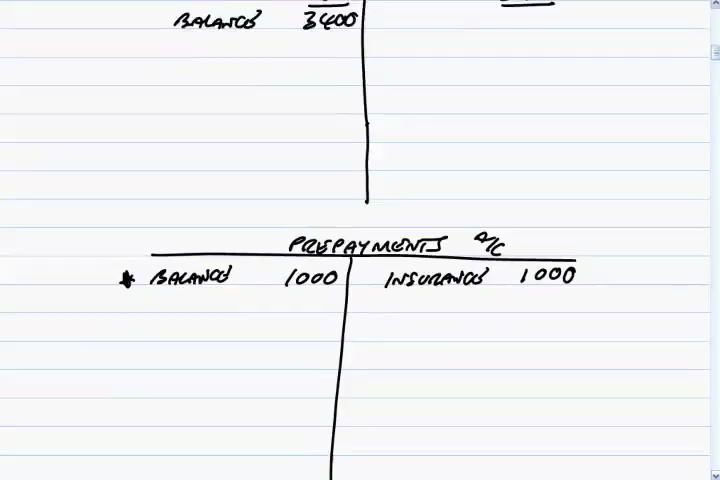 BALANCE 3400
PREPAYMENTS A/C
* BALANCE 1000 INSURANCE 1000